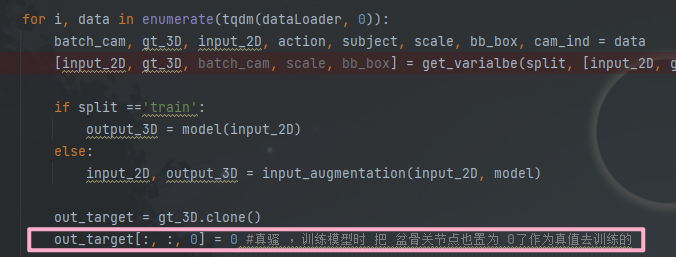 for i, data in enumerate(tqdm(dataLoader, 0)):
batch_cam, gt_3D, input_2D, action, subject, scale, bb_box, cam_ind = data
[input_2D, gt_3D, batch_cam, scale, bb_box] = get_varialbe(split, [input_2D, g
if split =='train':
output_3D = model(input_2D)
else:
input_2D, output_3D = input_augmentation(input_2D, model)
out_target = gt_3D.clone()
out_target[:, :, 0] = 0 #真骚 ，训练模型时 把 盆骨关节点也置为 0了作为真值去训练的